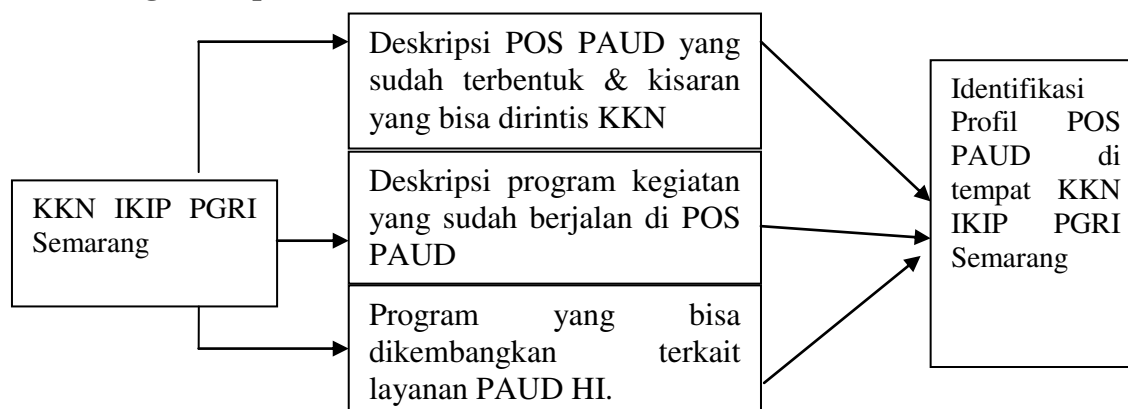 KKN IKIP PGRI
Semarang
Deskripsi POS PAUD yang
sudah terbentuk & kisaran
yang bisa dirintis KKN
Deskripsi program kegiatan
yang sudah berjalan di POS
PAUD
Program yang bisa
dikembangkan terkait
layanan PAUD HI.
Identifikasi
Profil POS
PAUD di
tempat KKN
IKIP PGRI
Semarang